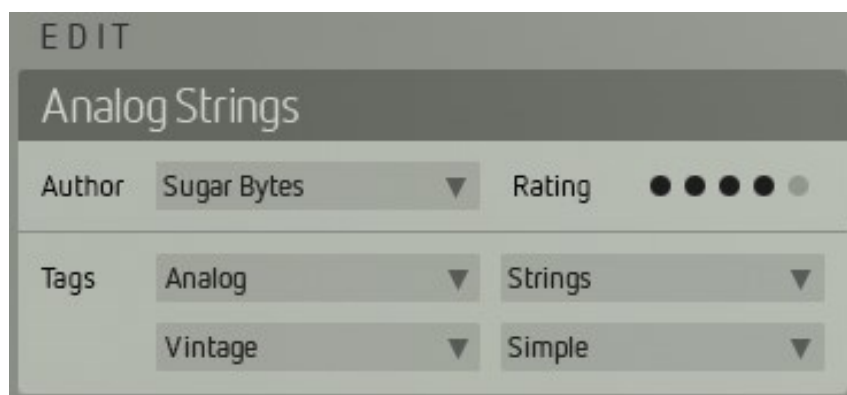 EDIT
Analog Strings
Author Sugar Bytes Rating
Tags Analog Strings
Vintage Simple